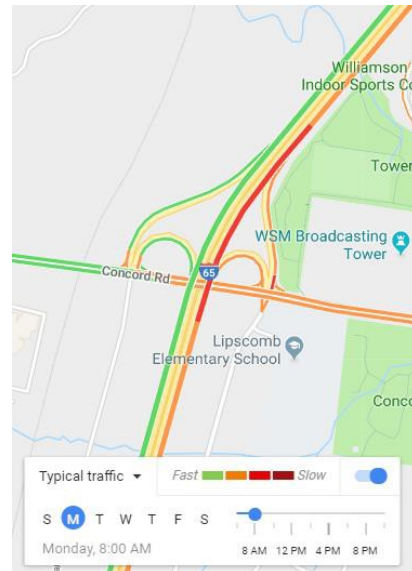 Williamson
Indoor Sports Co
Tower
WSM Broadcasting
Tower
65
Concord Rd
Lipscomb
Elementary School
Conco
Typical traffic
Fast
Slow
S M T W T F S
Monday, 8:00 AM
8 AM 12 PM 4 PM 8 PM